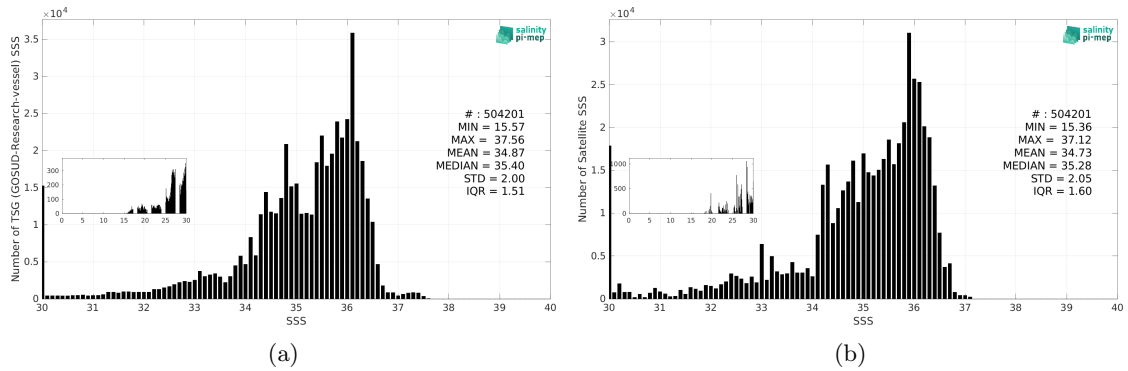 ×10⁴
3.5
3
2.5
2
1.5
1
0.5
0
Number of TSG (GOSUD-Research-vessel) SSS
salinity
pi-mep
# : 504201
MIN = 15.57
MAX = 37.56
MEAN = 34.87
MEDIAN = 35.40
STD = 2.00
IQR = 1.51
300
200
100
0
0 5 10 15 20 25 30
30 31 32 33 34 35 36 37 38 39 40
SSS
(a)
×10⁴
3
2.5
2
1.5
1
0.5
0
Number of Satellite SSS
salinity
pi-mep
# : 504201
MIN = 15.36
MAX = 37.12
MEAN = 34.73
MEDIAN = 35.28
STD = 2.05
IQR = 1.60
1000
500
0
0 5 10 15 20 25 30
30 31 32 33 34 35 36 37 38 39 40
SSS
(b)